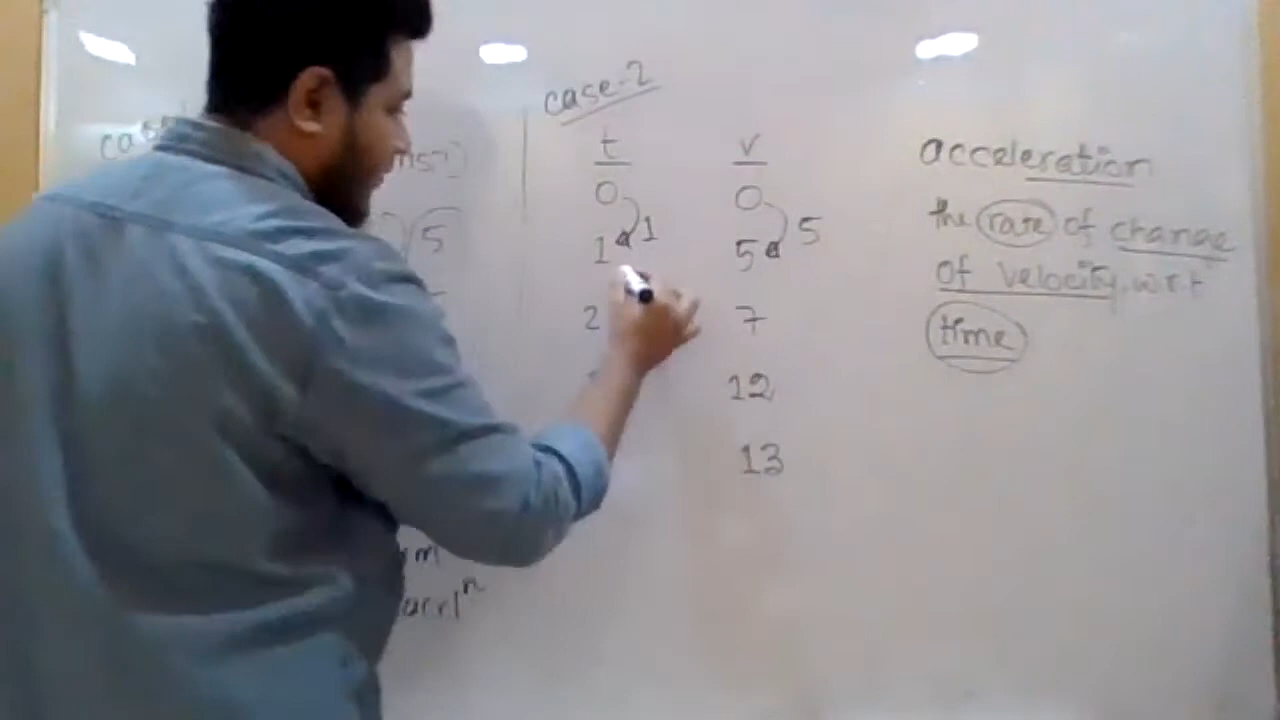 case-2
t v
0 0
1 5
1 5
2 7
12
13
5
acceleration
the rate of change
of velocity w.r.t
time